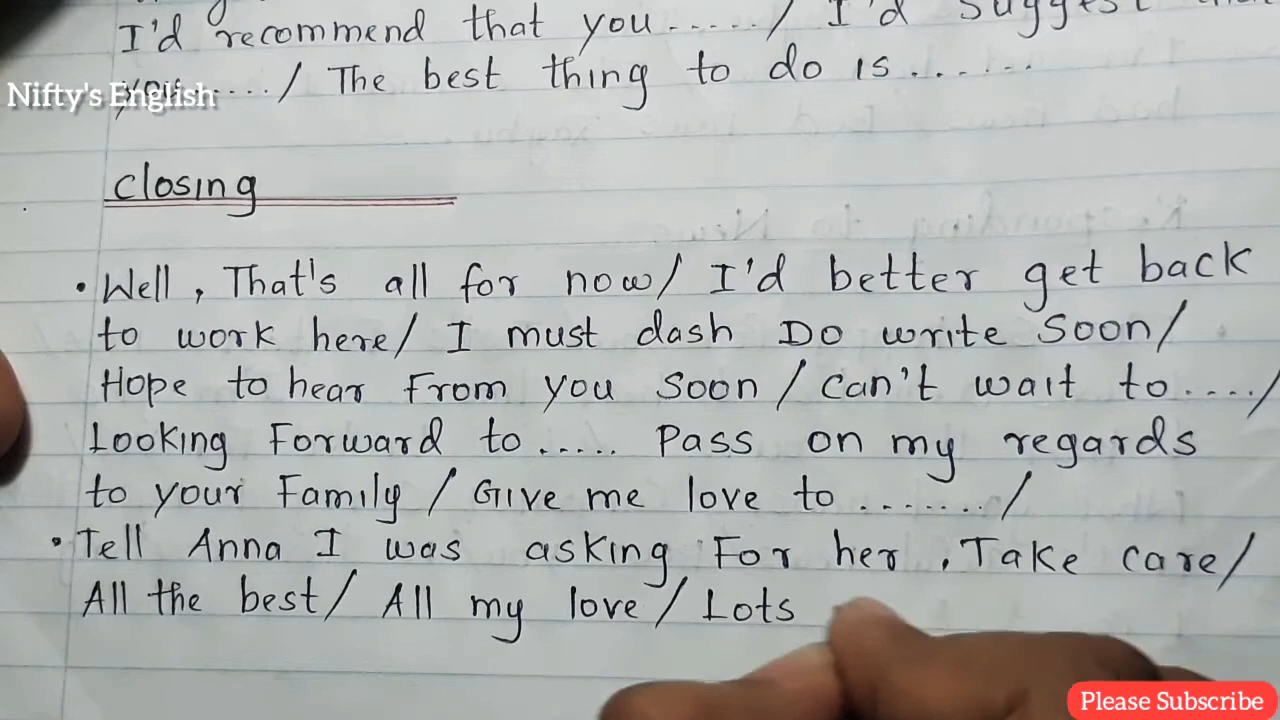 I'd recommend that you...../ I'd suggest that
...../ The best thing to do is......
Nifty's English
closing
• Well, That's all for now/ I'd better get back
to work here/ I must dash Do write soon/
Hope to hear From you soon / can't wait to..../
Looking Forward to ..... Pass on my regards
to your Family / Give me love to ......./
• Tell Anna I was asking For her, Take care/
All the best/ All my love / Lots
Please Subscribe